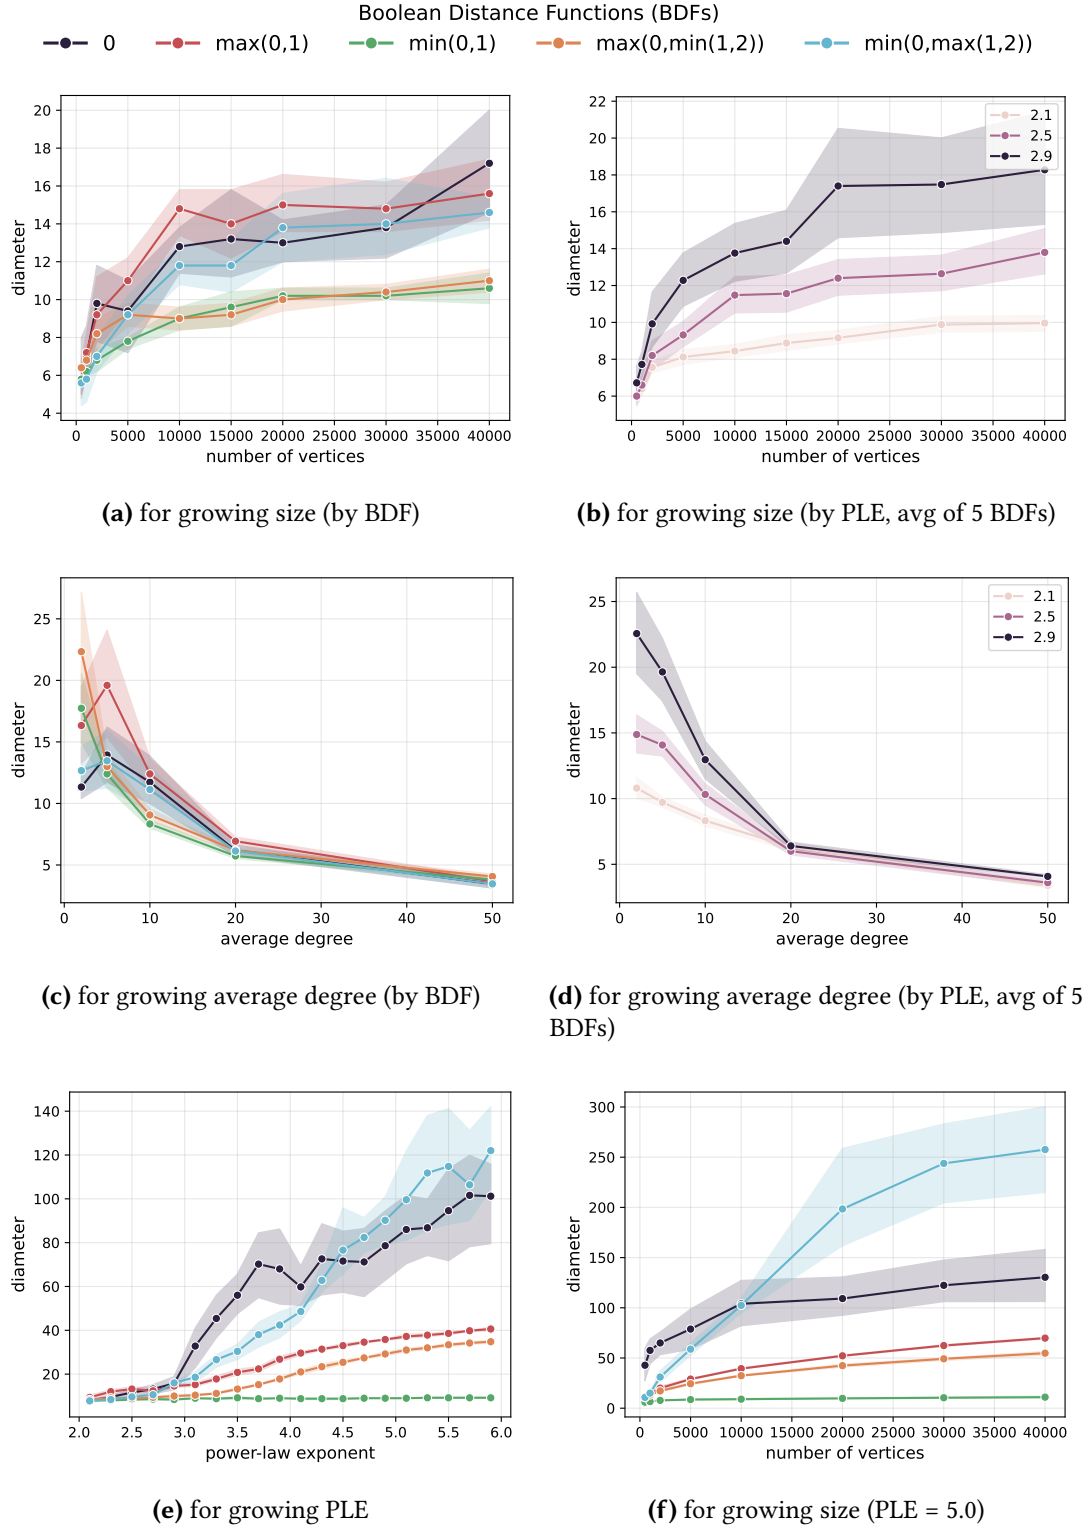 Boolean Distance Functions (BDFs)
0 max(0,1) min(0,1) max(0,min(1,2)) min(0,max(1,2))
20
18
16
14
12
10
8
6
4
diameter
0 5000 10000 15000 20000 25000 30000 35000 40000
number of vertices
(a) for growing size (by BDF)
22
20
18
16
14
12
10
8
6
diameter
2.1
2.5
2.9
0 5000 10000 15000 20000 25000 30000 35000 40000
number of vertices
(b) for growing size (by PLE, avg of 5 BDFs)
25
20
15
10
5
diameter
0 10 20 30 40 50
average degree
(c) for growing average degree (by BDF)
25
20
15
10
5
diameter
2.1
2.5
2.9
0 10 20 30 40 50
average degree
(d) for growing average degree (by PLE, avg of 5
BDFs)
140
120
100
80
60
40
20
diameter
2.0 2.5 3.0 3.5 4.0 4.5 5.0 5.5 6.0
power-law exponent
(e) for growing PLE
300
250
200
150
100
50
0
diameter
0 5000 10000 15000 20000 25000 30000 35000 40000
number of vertices
(f) for growing size (PLE = 5.0)